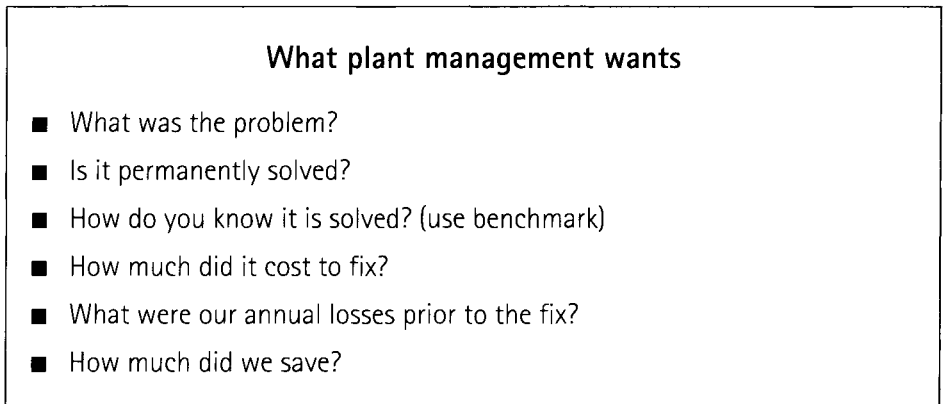 What plant management wants
■ What was the problem?
■ Is it permanently solved?
■ How do you know it is solved? (use benchmark)
■ How much did it cost to fix?
■ What were our annual losses prior to the fix?
■ How much did we save?